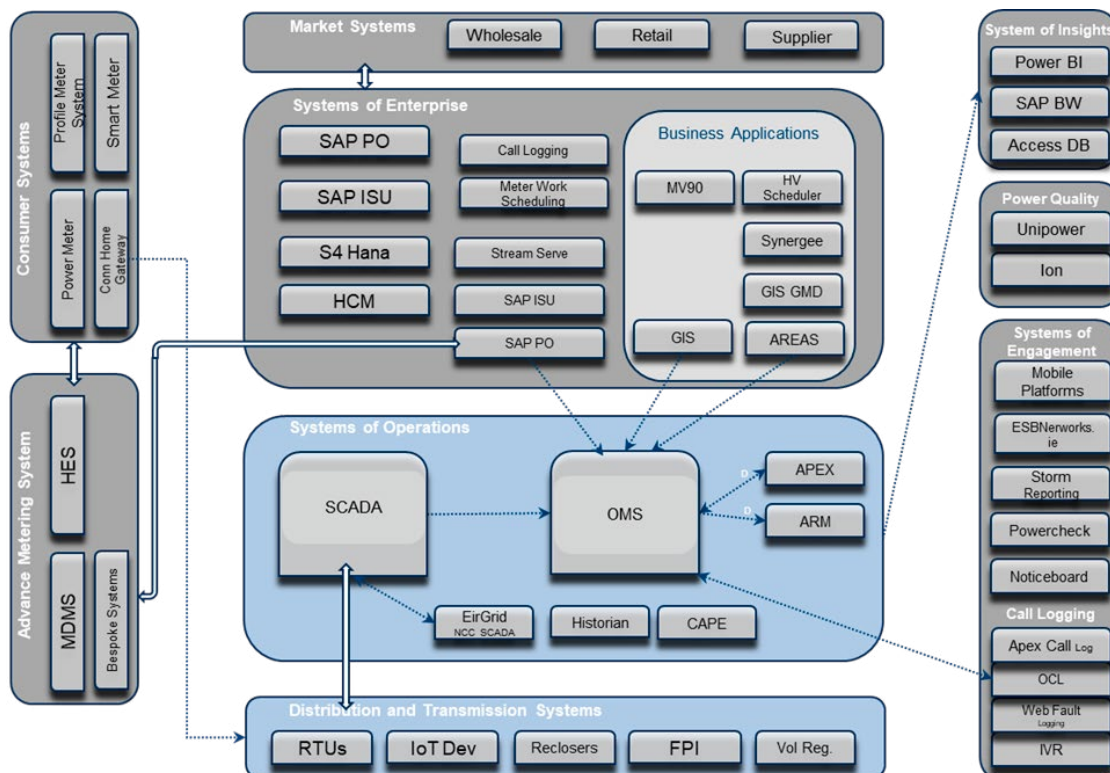 Market Systems
Wholesale
Retail
Supplier
Consumer Systems
Profile Meter
System
Smart Meter
Power Meter
Conn Home
Gateway
Advance Metering System
HES
MDMS
Bespoke Systems
Systems of Enterprise
SAP PO
SAP ISU
S4 Hana
HCM
Call Logging
Meter Work
Scheduling
Stream Serve
SAP ISU
SAP PO
Business Applications
MV90
HV
Scheduler
Synergee
GIS GMD
GIS
AREAS
Systems of Operations
SCADA
OMS
D
APEX
D
ARM
EirGrid
NCC SCADA
Historian
CAPE
Distribution and Transmission Systems
RTUs
IoT Dev
Reclosers
FPI
Vol Reg.
System of Insights
Power BI
SAP BW
Access DB
Power Quality
Unipower
Ion
Systems of
Engagement
Mobile
Platforms
ESBNerworks.
ie
Storm
Reporting
Powercheck
Noticeboard
Call Logging
Apex Call Log
OCL
Web Fault
Logging
IVR